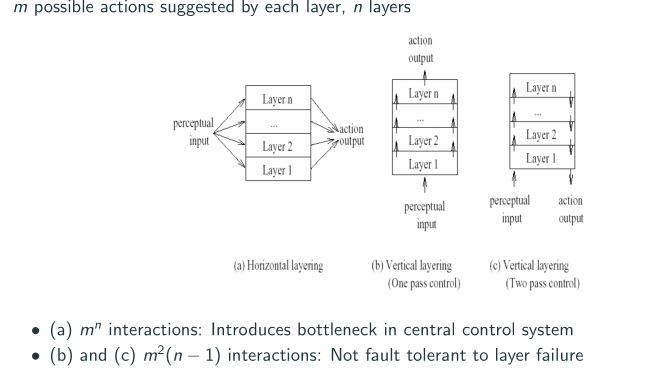 m possible actions suggested by each layer, n layers
perceptual
input
Layer n
...
Layer 2
Layer 1
action
output
action
output
Layer n
...
Layer 2
Layer 1
perceptual
input
Layer n
...
Layer 2
Layer 1
perceptual
input
action
output
(a) Horizontal layering
(b) Vertical layering
(One pass control)
(c) Vertical layering
(Two pass control)
• (a) mⁿ interactions: Introduces bottleneck in central control system
• (b) and (c) m²(n − 1) interactions: Not fault tolerant to layer failure